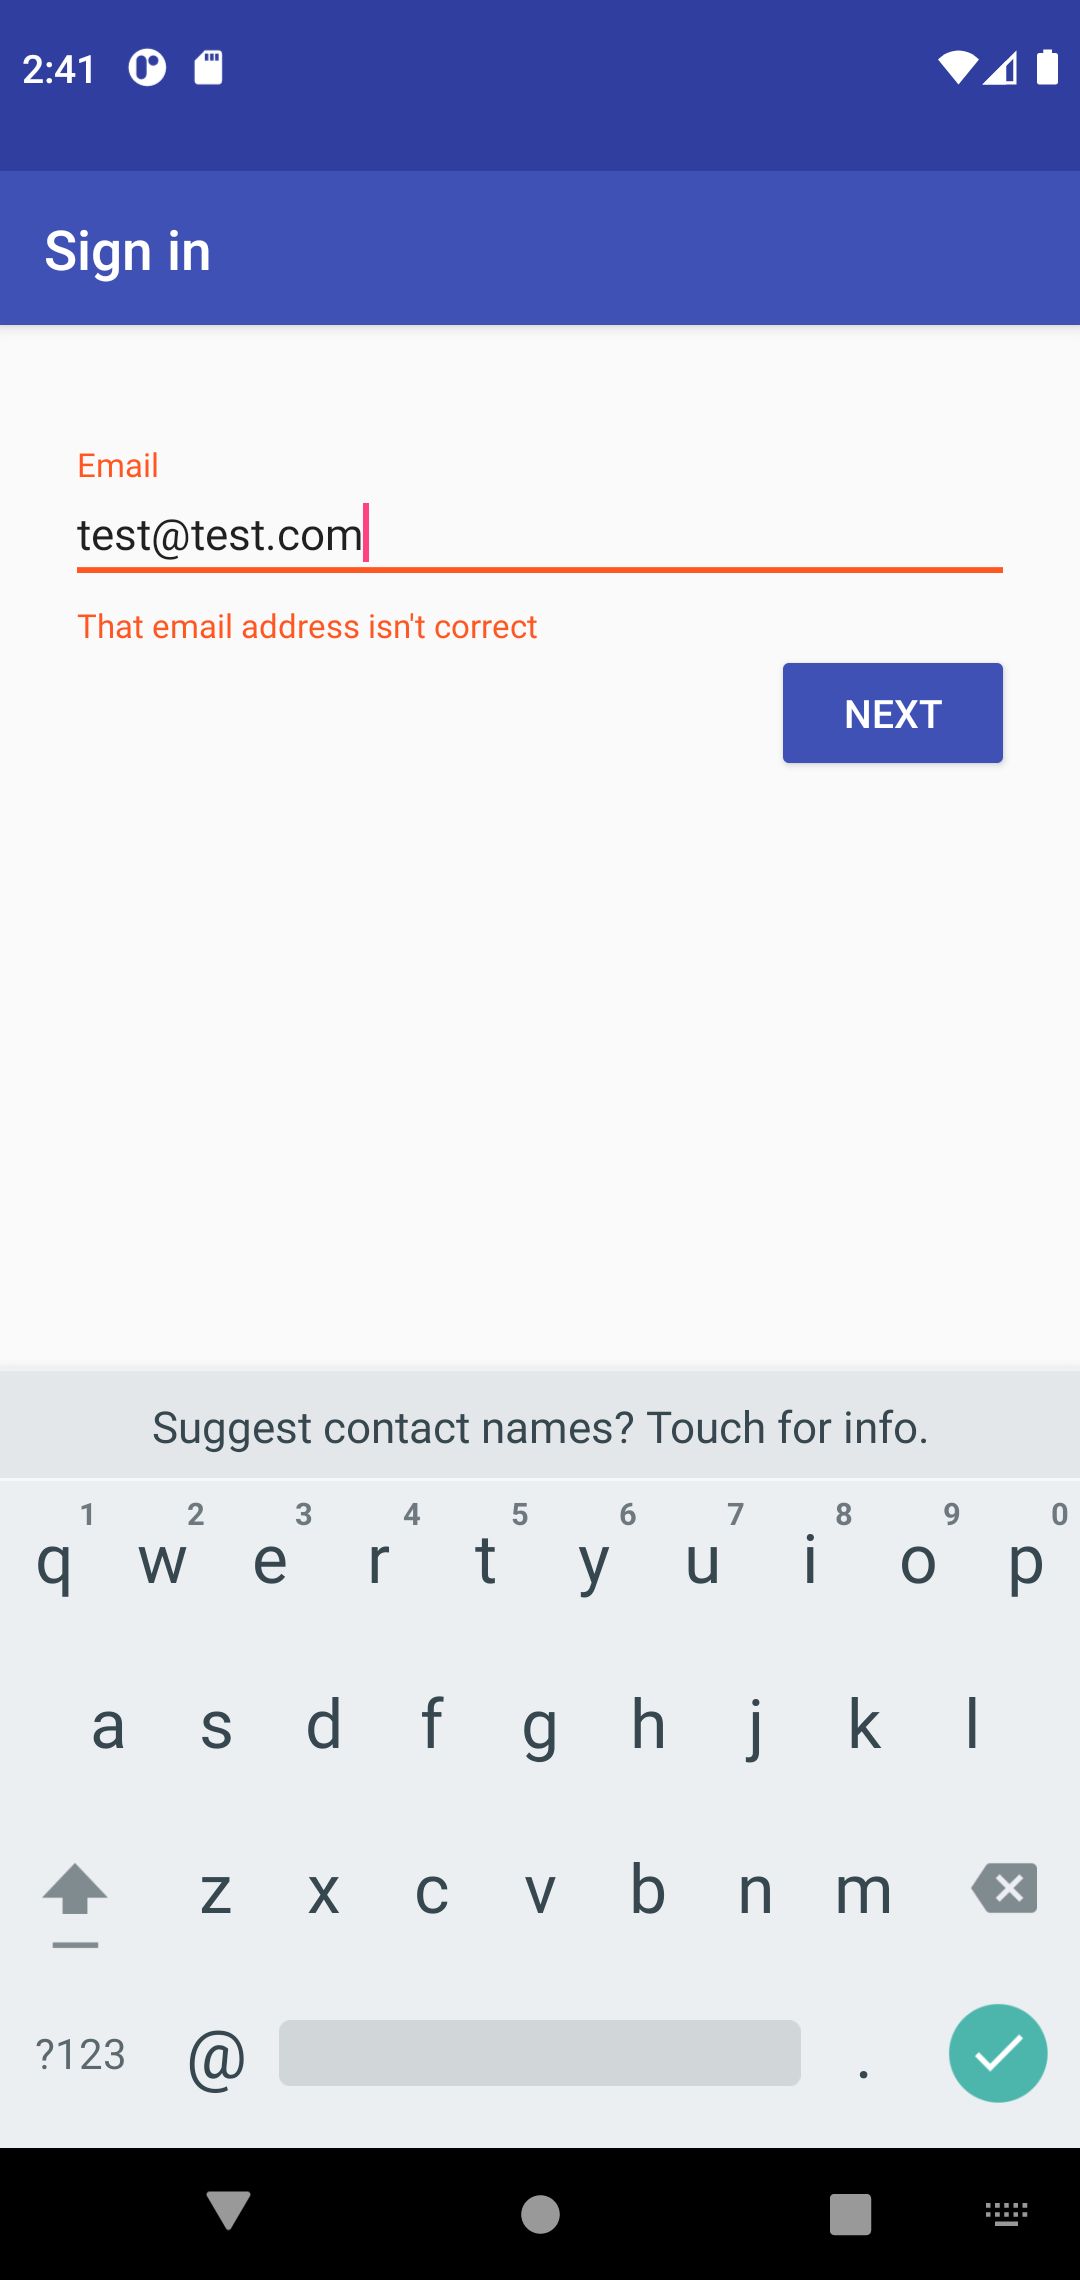 2:41
Sign in
Email
test@test.com
That email address isn't correct
NEXT
Suggest contact names? Touch for info.
1 2 3 4 5 6 7 8 9 0
q w e r t y u i o p
a s d f g h j k l
z x c v b n m
?123 @ .